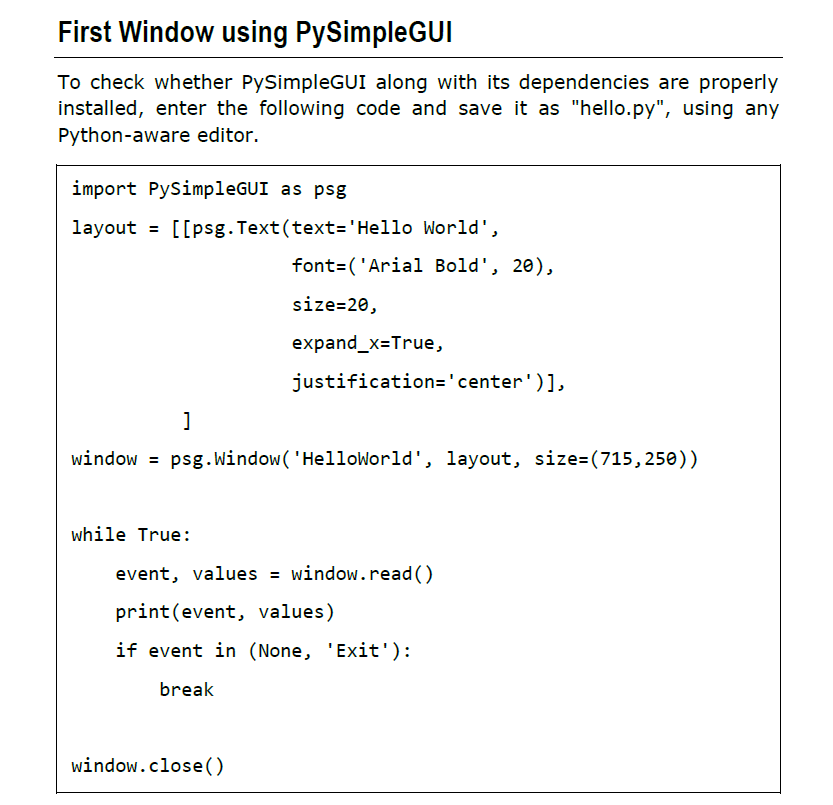 First Window using PySimpleGUI
To check whether PySimpleGUI along with its dependencies are properly
installed, enter the following code and save it as "hello.py", using any
Python-aware editor.
import PySimpleGUI as psg
layout = [[psg.Text(text='Hello World',
                    font=('Arial Bold', 20),
                    size=20,
                    expand_x=True,
                    justification='center')],
          ]
window = psg.Window('HelloWorld', layout, size=(715,250))
while True:
    event, values = window.read()
    print(event, values)
    if event in (None, 'Exit'):
        break
window.close()